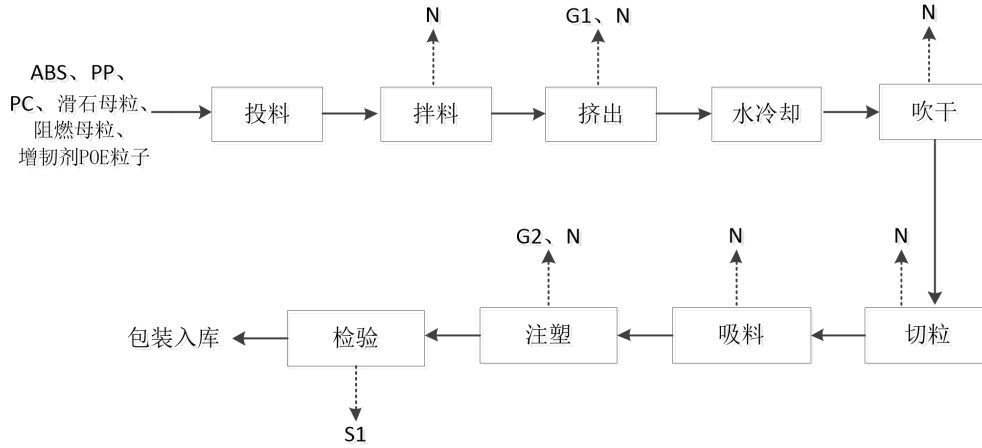 N
G1、N
N
ABS、PP、
PC、滑石母粒、
阻燃母粒、
增韧剂POE粒子
投料
拌料
挤出
水冷却
吹干
G2、N
N
N
包装入库
检验
注塑
吸料
切粒
S1